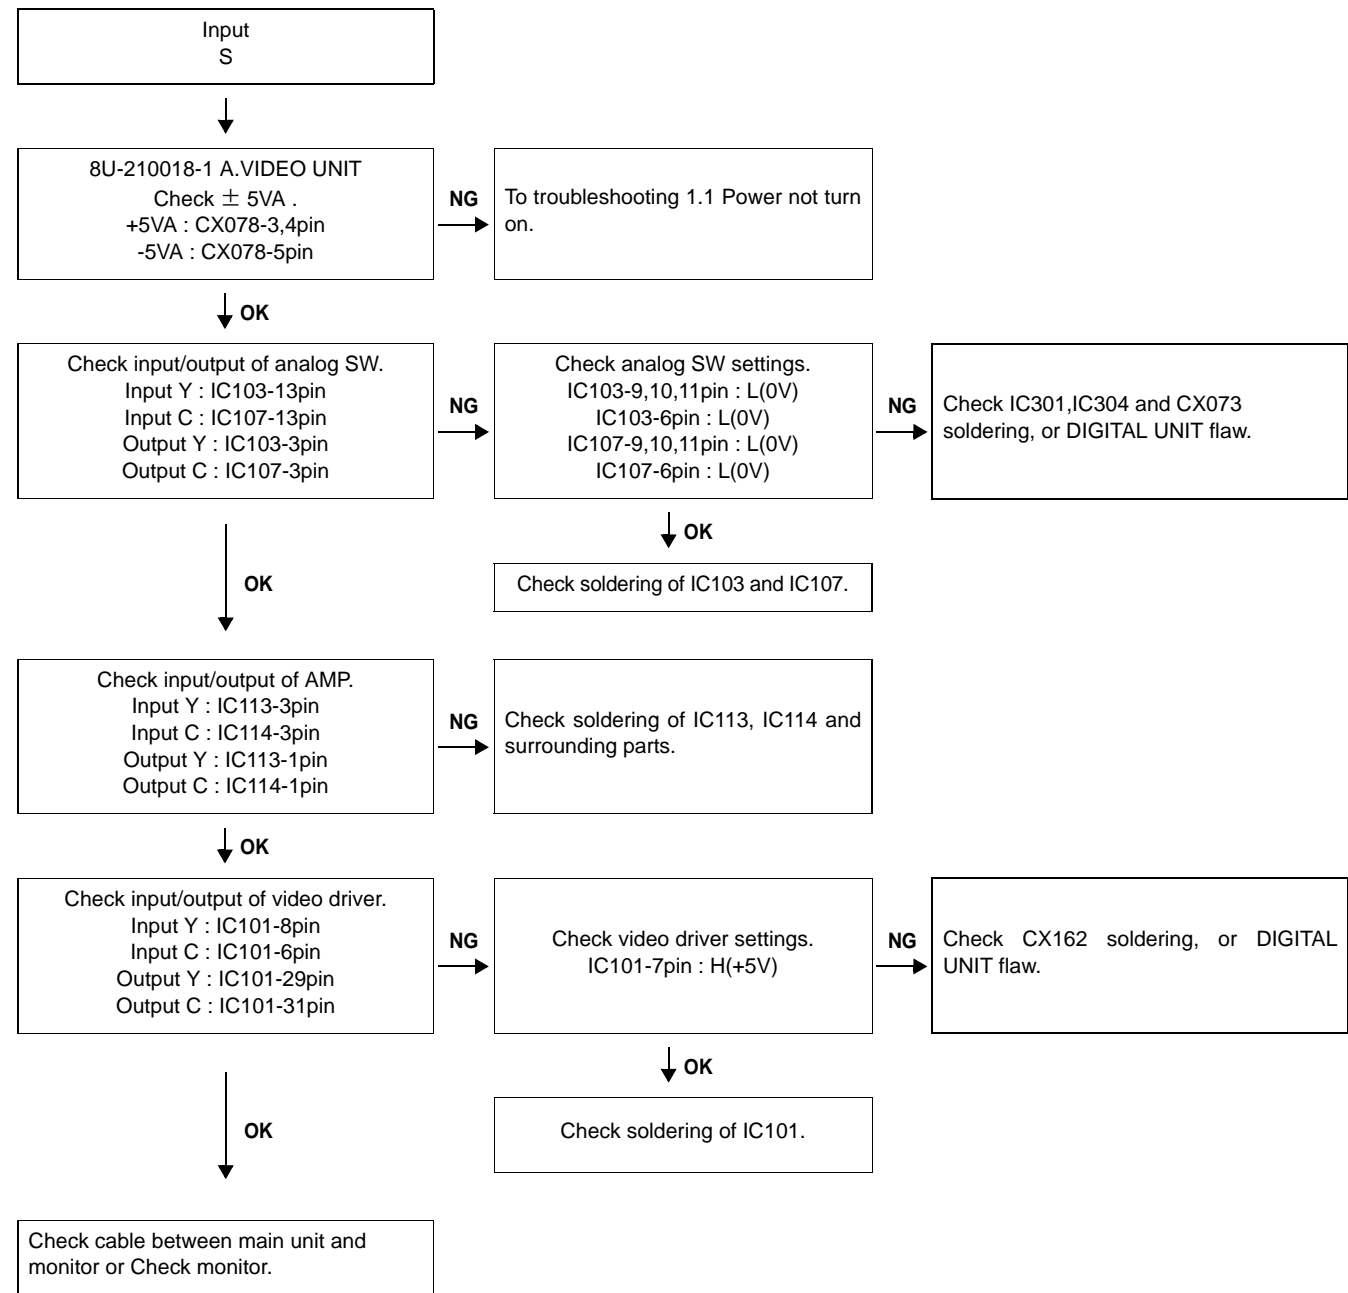 Input
S
8U-210018-1 A.VIDEO UNIT
Check ± 5VA .
+5VA : CX078-3,4pin
-5VA : CX078-5pin
NG
To troubleshooting 1.1 Power not turn
on.
OK
Check input/output of analog SW.
Input Y : IC103-13pin
Input C : IC107-13pin
Output Y : IC103-3pin
Output C : IC107-3pin
NG
Check analog SW settings.
IC103-9,10,11pin : L(0V)
IC103-6pin : L(0V)
IC107-9,10,11pin : L(0V)
IC107-6pin : L(0V)
NG
Check IC301,IC304 and CX073
soldering, or DIGITAL UNIT flaw.
OK
Check soldering of IC103 and IC107.
OK
Check input/output of AMP.
Input Y : IC113-3pin
Input C : IC114-3pin
Output Y : IC113-1pin
Output C : IC114-1pin
NG
Check soldering of IC113, IC114 and
surrounding parts.
OK
Check input/output of video driver.
Input Y : IC101-8pin
Input C : IC101-6pin
Output Y : IC101-29pin
Output C : IC101-31pin
NG
Check video driver settings.
IC101-7pin : H(+5V)
NG
Check CX162 soldering, or DIGITAL
UNIT flaw.
OK
Check soldering of IC101.
OK
Check cable between main unit and
monitor or Check monitor.